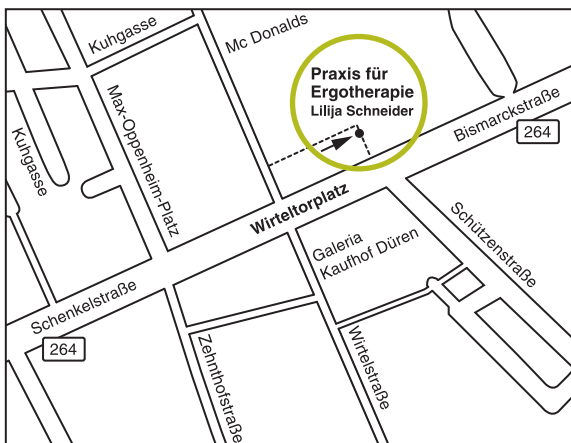 Kuhgasse
Mc Donalds
Praxis für
Ergotherapie
Lilija Schneider
Bismarckstraße
264
Kuhgasse
Max-Oppenheim-Platz
Wirteltorplatz
Schützenstraße
Galeria
Kaufhof Düren
Schenkelstraße
264
Zehnthofstraße
Wirtelstraße